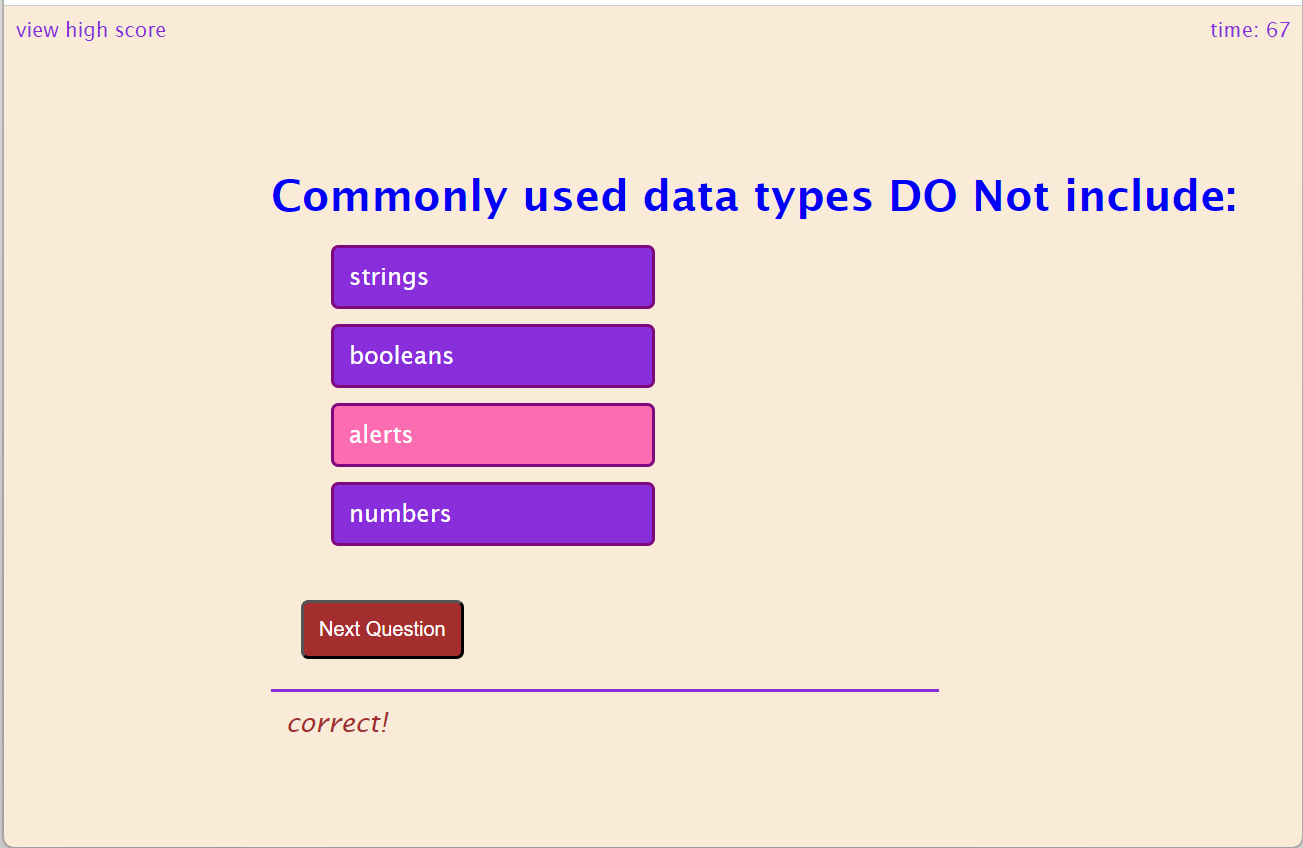 view high score
time: 67
Commonly used data types DO Not include:
strings
booleans
alerts
numbers
Next Question
correct!